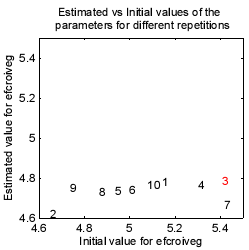 Estimated vs Initial values of the
parameters for different repetitions
Estimated value for efcroiveg
5.4
5.2
5
4.8
4.6
9 8 5 6 10 1 4 3
7
2
4.6 4.8 5 5.2 5.4
Initial value for efcroiveg